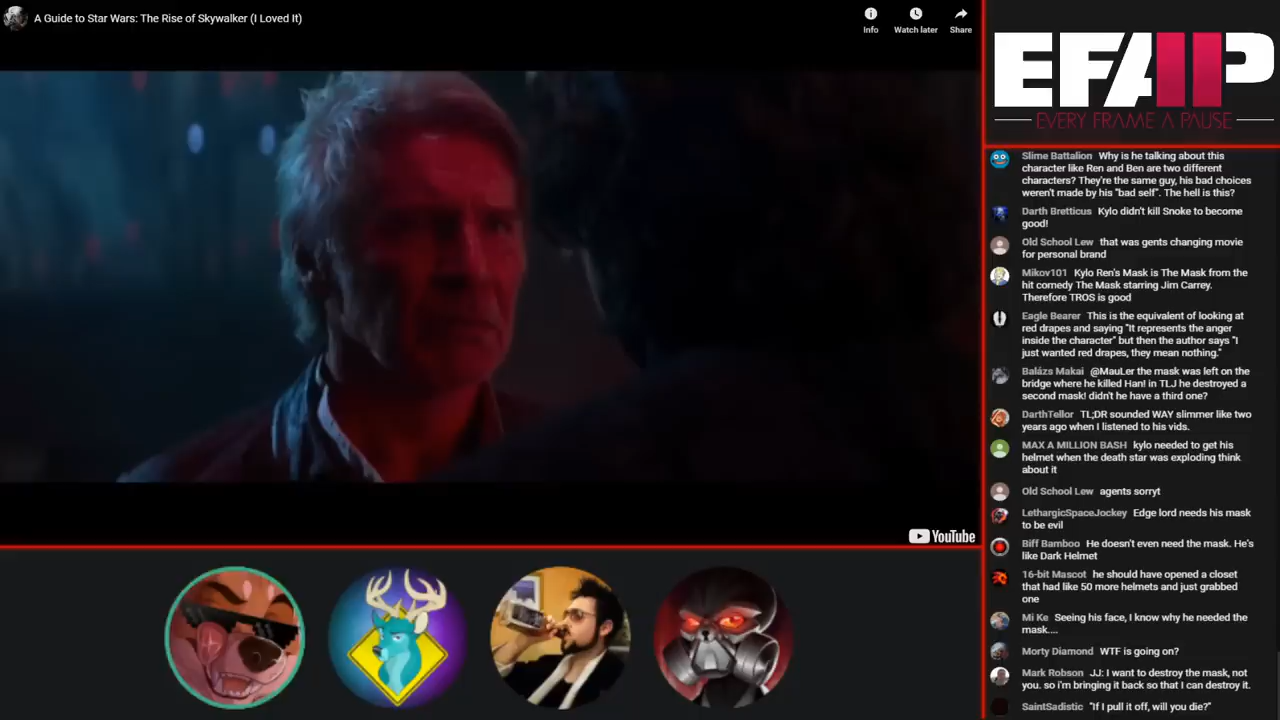 A Guide to Star Wars: The Rise of Skywalker (I Loved It)
Info
Watch later
Share
YouTube
EFAP
EVERY FRAME A PAUSE
Slime Battalion Why is he talking about this
character like Ren and Ben are two different
characters? They're the same guy, his bad choices
weren't made by his "bad self". The hell is this?
Darth Bretticus Kylo didn't kill Snoke to become
good!
Old School Lew that was gents changing movie
for personal brand
Mikov101 Kylo Ren's Mask is The Mask from the
hit comedy The Mask starring Jim Carrey.
Therefore TROS is good
Eagle Bearer This is the equivalent of looking at
red drapes and saying "It represents the anger
inside the character" but then the author says "I
just wanted red drapes, they mean nothing."
Balázs Makai @MauLer the mask was left on the
bridge where he killed Han! in TLJ he destroyed a
second mask! didn't he have a third one?
DarthTellor TL;DR sounded WAY slimmer like two
years ago when I listened to his vids.
MAX A MILLION BASH kylo needed to get his
helmet when the death star was exploding think
about it
Old School Lew agents sorryt
LethargicSpaceJockey Edge lord needs his mask
to be evil
Biff Bamboo He doesn't even need the mask. He's
like Dark Helmet
16-bit Mascot he should have opened a closet
that had like 50 more helmets and just grabbed
one
Mi Ke Seeing his face, I know why he needed the
mask....
Morty Diamond WTF is going on?
Mark Robson JJ: I want to destroy the mask, not
you. so i'm bringing it back so that I can destroy it.
SaintSadistic "If I pull it off, will you die?"